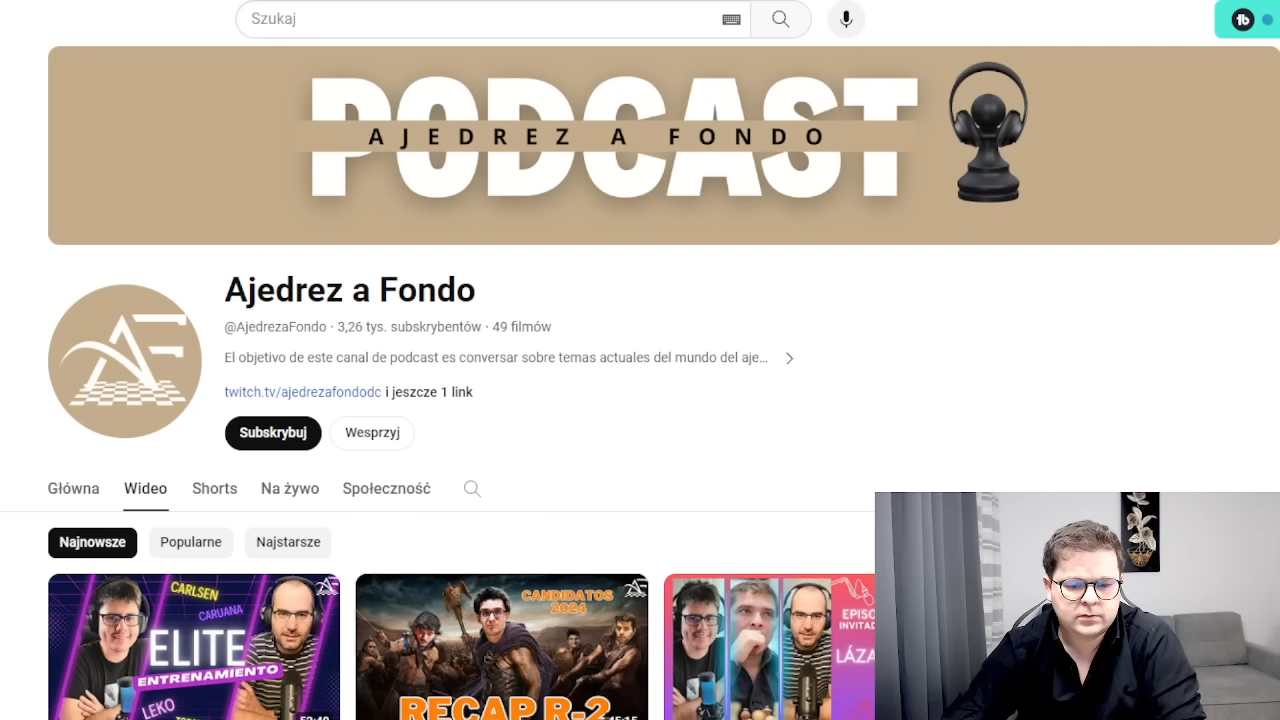 Szukaj
PODCAST
AJEDREZ A FONDO
Ajedrez a Fondo
@AjedrezaFondo · 3,26 tys. subskrybentów · 49 filmów
El objetivo de este canal de podcast es conversar sobre temas actuales del mundo del aje...
twitch.tv/ajedrezafondodc i jeszcze 1 link
Subskrybuj
Wesprzyj
Główna
Wideo
Shorts
Na żywo
Społeczność
Najnowsze
Popularne
Najstarsze
CARLSEN
CARUANA
ELITE
ENTRENAMIENTO
LEKO
CANDIDATOS
2024
RECAP R-2